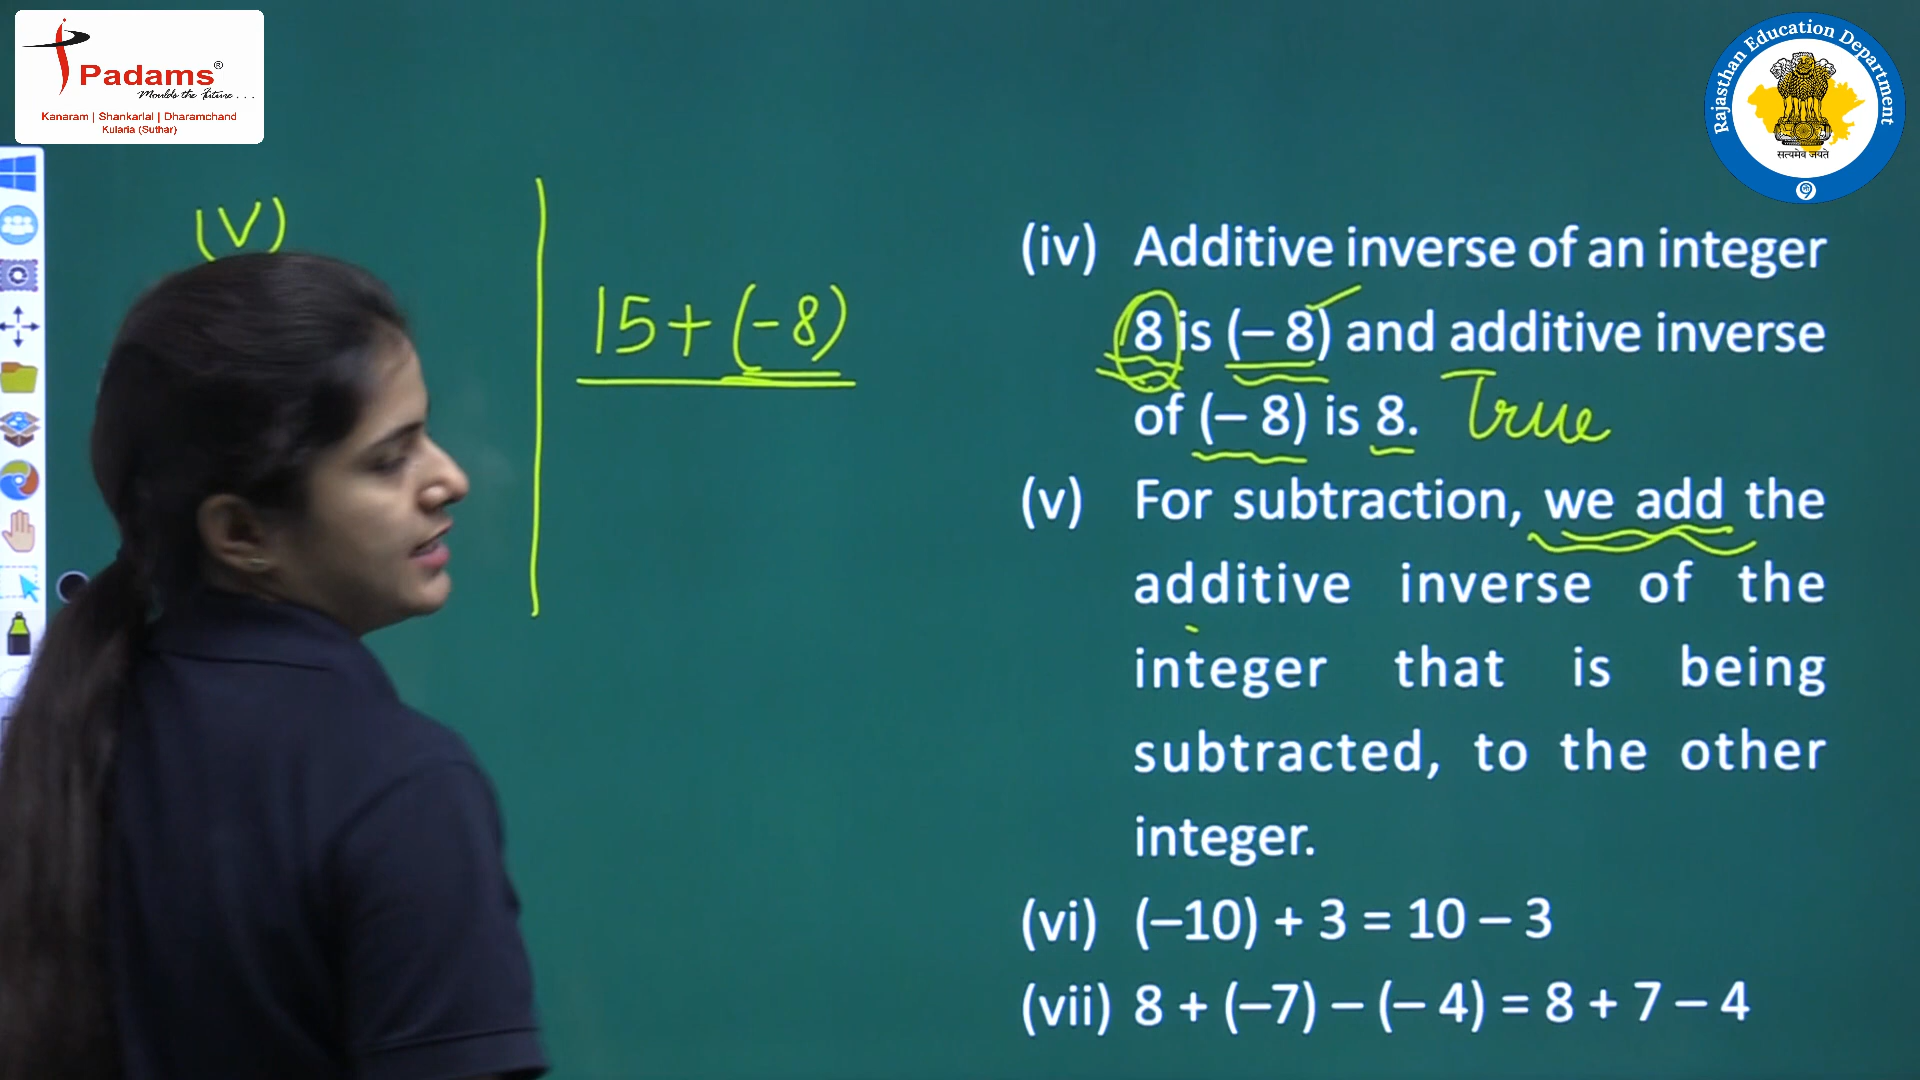 Padams®
Moulds the Future . . .
Kanaram | Shankarlal | Dharamchand
Kularia (Suthar)
Rajasthan Education Department
सत्यमेव जयते
(V)
15 + (-8)
(iv) Additive inverse of an integer
8 is (– 8) and additive inverse
of (– 8) is 8. True
(v) For subtraction, we add the
additive inverse of the
integer that is being
subtracted, to the other
integer.
(vi) (–10) + 3 = 10 – 3
(vii) 8 + (–7) – (– 4) = 8 + 7 – 4